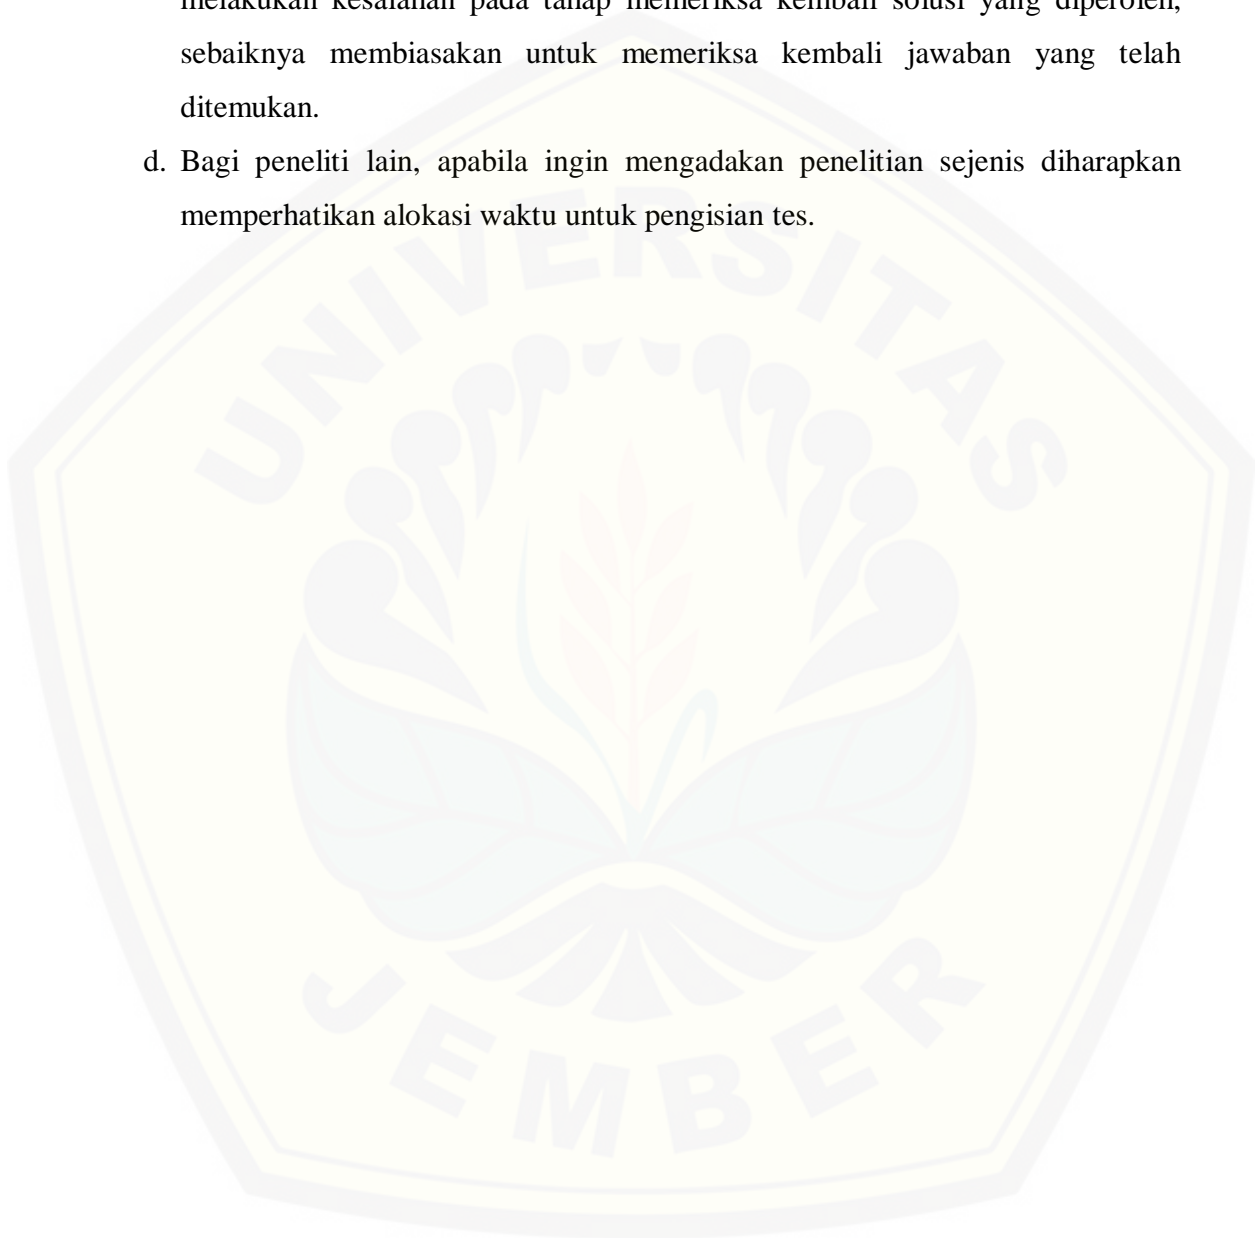 melakukan kesalahan pada tahap memeriksa kembali solusi yang diperoleh,
sebaiknya membiasakan untuk memeriksa kembali jawaban yang telah
ditemukan.
d. Bagi peneliti lain, apabila ingin mengadakan penelitian sejenis diharapkan
memperhatikan alokasi waktu untuk pengisian tes.
UNIVERSITAS
JEMBER